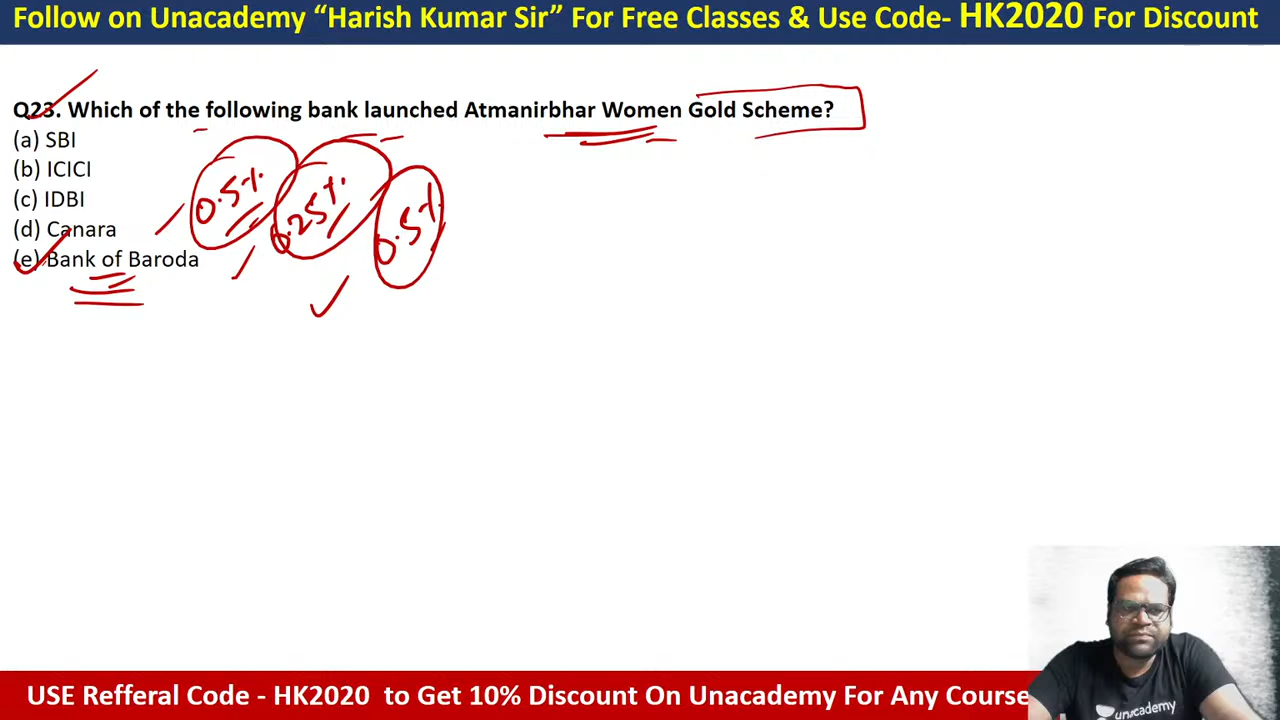 Follow on Unacademy “Harish Kumar Sir” For Free Classes & Use Code- HK2020 For Discount
Q23. Which of the following bank launched Atmanirbhar Women Gold Scheme?
(a) SBI
(b) ICICI
(c) IDBI
(d) Canara
(e) Bank of Baroda
0.5% 0.25% 0.5%
USE Refferal Code - HK2020 to Get 10% Discount On Unacademy For Any Course
unacademy